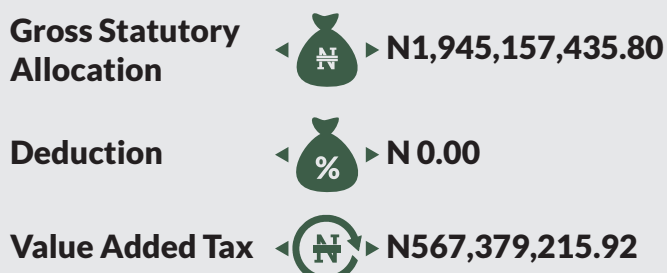 Gross Statutory
Allocation
₦
N1,945,157,435.80
Deduction
%
N 0.00
Value Added Tax
₦
N567,379,215.92